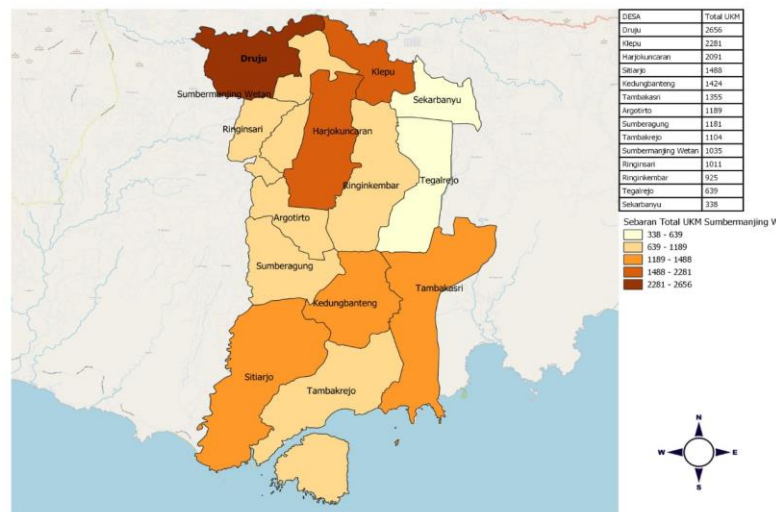 DESA Total UKM
Druju 2656
Klepu 2281
Harjokuncaran 2091
Sitiarjo 1488
Kedungbanteng 1424
Tambakasri 1355
Argotirto 1189
Sumberagung 1181
Tambakrejo 1104
Sumbermanjing Wetan 1035
Ringinsari 1011
Ringinkembar 925
Tegalrejo 639
Sekarbanyu 338
Sebaran Total UKM Sumbermanjing W
338 - 639
639 - 1189
1189 - 1488
1488 - 2281
2281 - 2656
Druju
Klepu
Sumbermanjing Wetan
Sekarbanyu
Ringinsari
Harjokuncaran
Ringinkembar
Tegalrejo
Argotirto
Sumberagung
Kedungbanteng
Tambakasri
Sitiarjo
Tambakrejo
N
W E
S